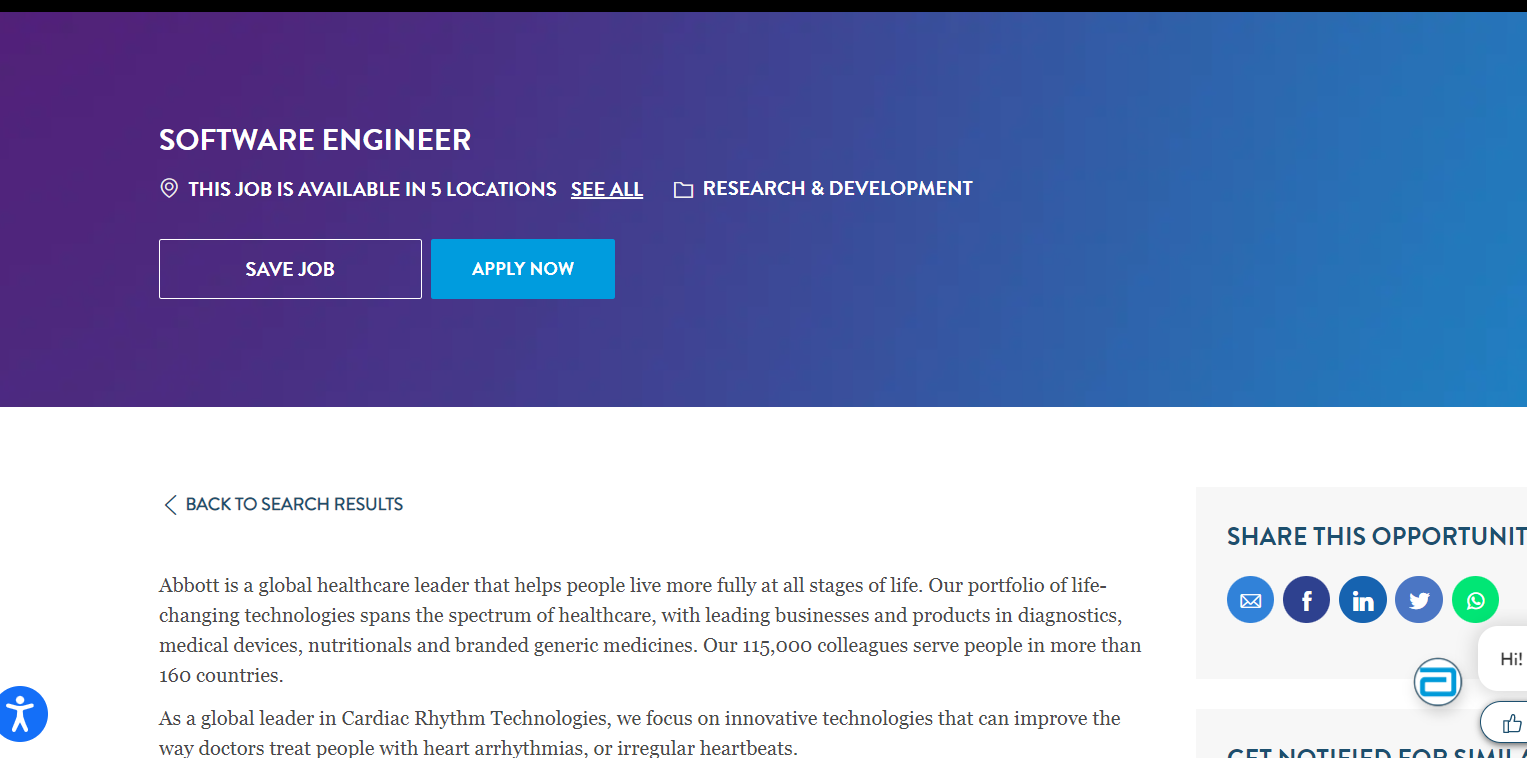 SOFTWARE ENGINEER
THIS JOB IS AVAILABLE IN 5 LOCATIONS SEE ALL RESEARCH & DEVELOPMENT
SAVE JOB APPLY NOW
BACK TO SEARCH RESULTS
Abbott is a global healthcare leader that helps people live more fully at all stages of life. Our portfolio of life-
changing technologies spans the spectrum of healthcare, with leading businesses and products in diagnostics,
medical devices, nutritionals and branded generic medicines. Our 115,000 colleagues serve people in more than
160 countries.
As a global leader in Cardiac Rhythm Technologies, we focus on innovative technologies that can improve the
way doctors treat people with heart arrhythmias, or irregular heartbeats.
SHARE THIS OPPORTUNIT
f in
Hi!
GET NOTIFIED FOR SIMILA